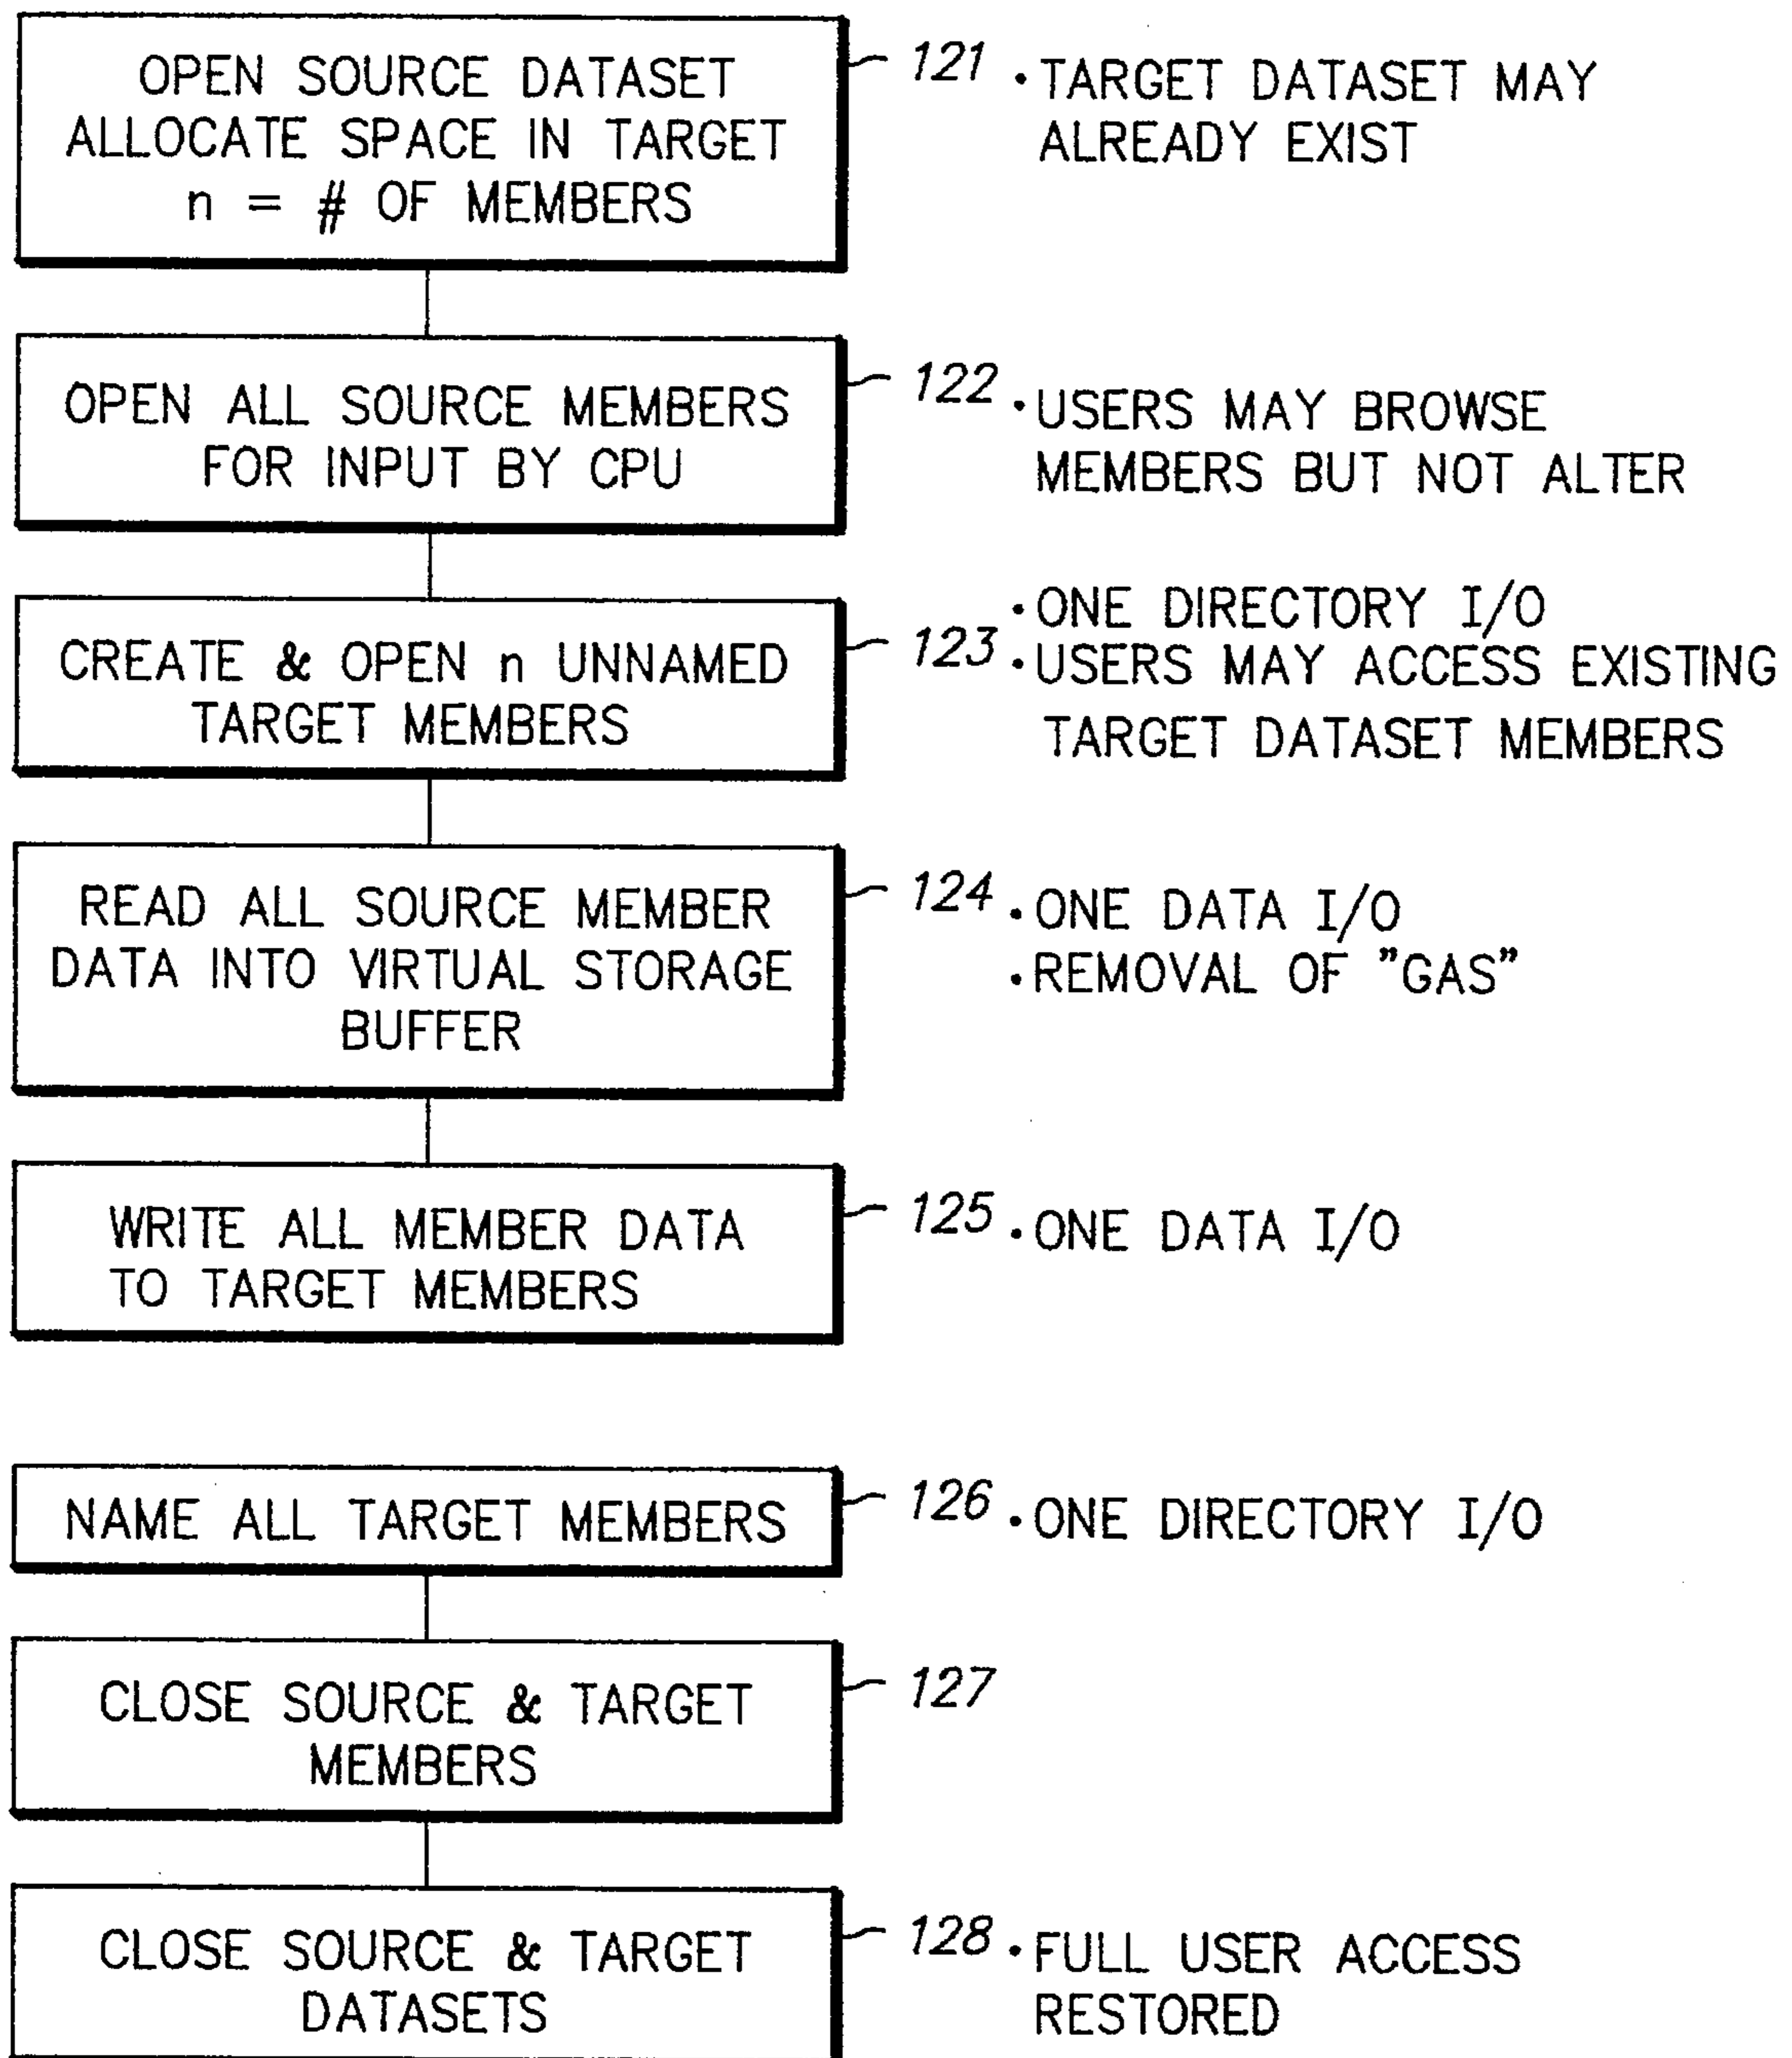 OPEN SOURCE DATASET
ALLOCATE SPACE IN TARGET
n = # OF MEMBERS
121
• TARGET DATASET MAY
ALREADY EXIST
OPEN ALL SOURCE MEMBERS
FOR INPUT BY CPU
122
• USERS MAY BROWSE
MEMBERS BUT NOT ALTER
CREATE & OPEN n UNNAMED
TARGET MEMBERS
123
• ONE DIRECTORY I/O
• USERS MAY ACCESS EXISTING
TARGET DATASET MEMBERS
READ ALL SOURCE MEMBER
DATA INTO VIRTUAL STORAGE
BUFFER
124
• ONE DATA I/O
• REMOVAL OF "GAS"
WRITE ALL MEMBER DATA
TO TARGET MEMBERS
125
• ONE DATA I/O
NAME ALL TARGET MEMBERS
126
• ONE DIRECTORY I/O
CLOSE SOURCE & TARGET
MEMBERS
127
CLOSE SOURCE & TARGET
DATASETS
128
• FULL USER ACCESS
RESTORED